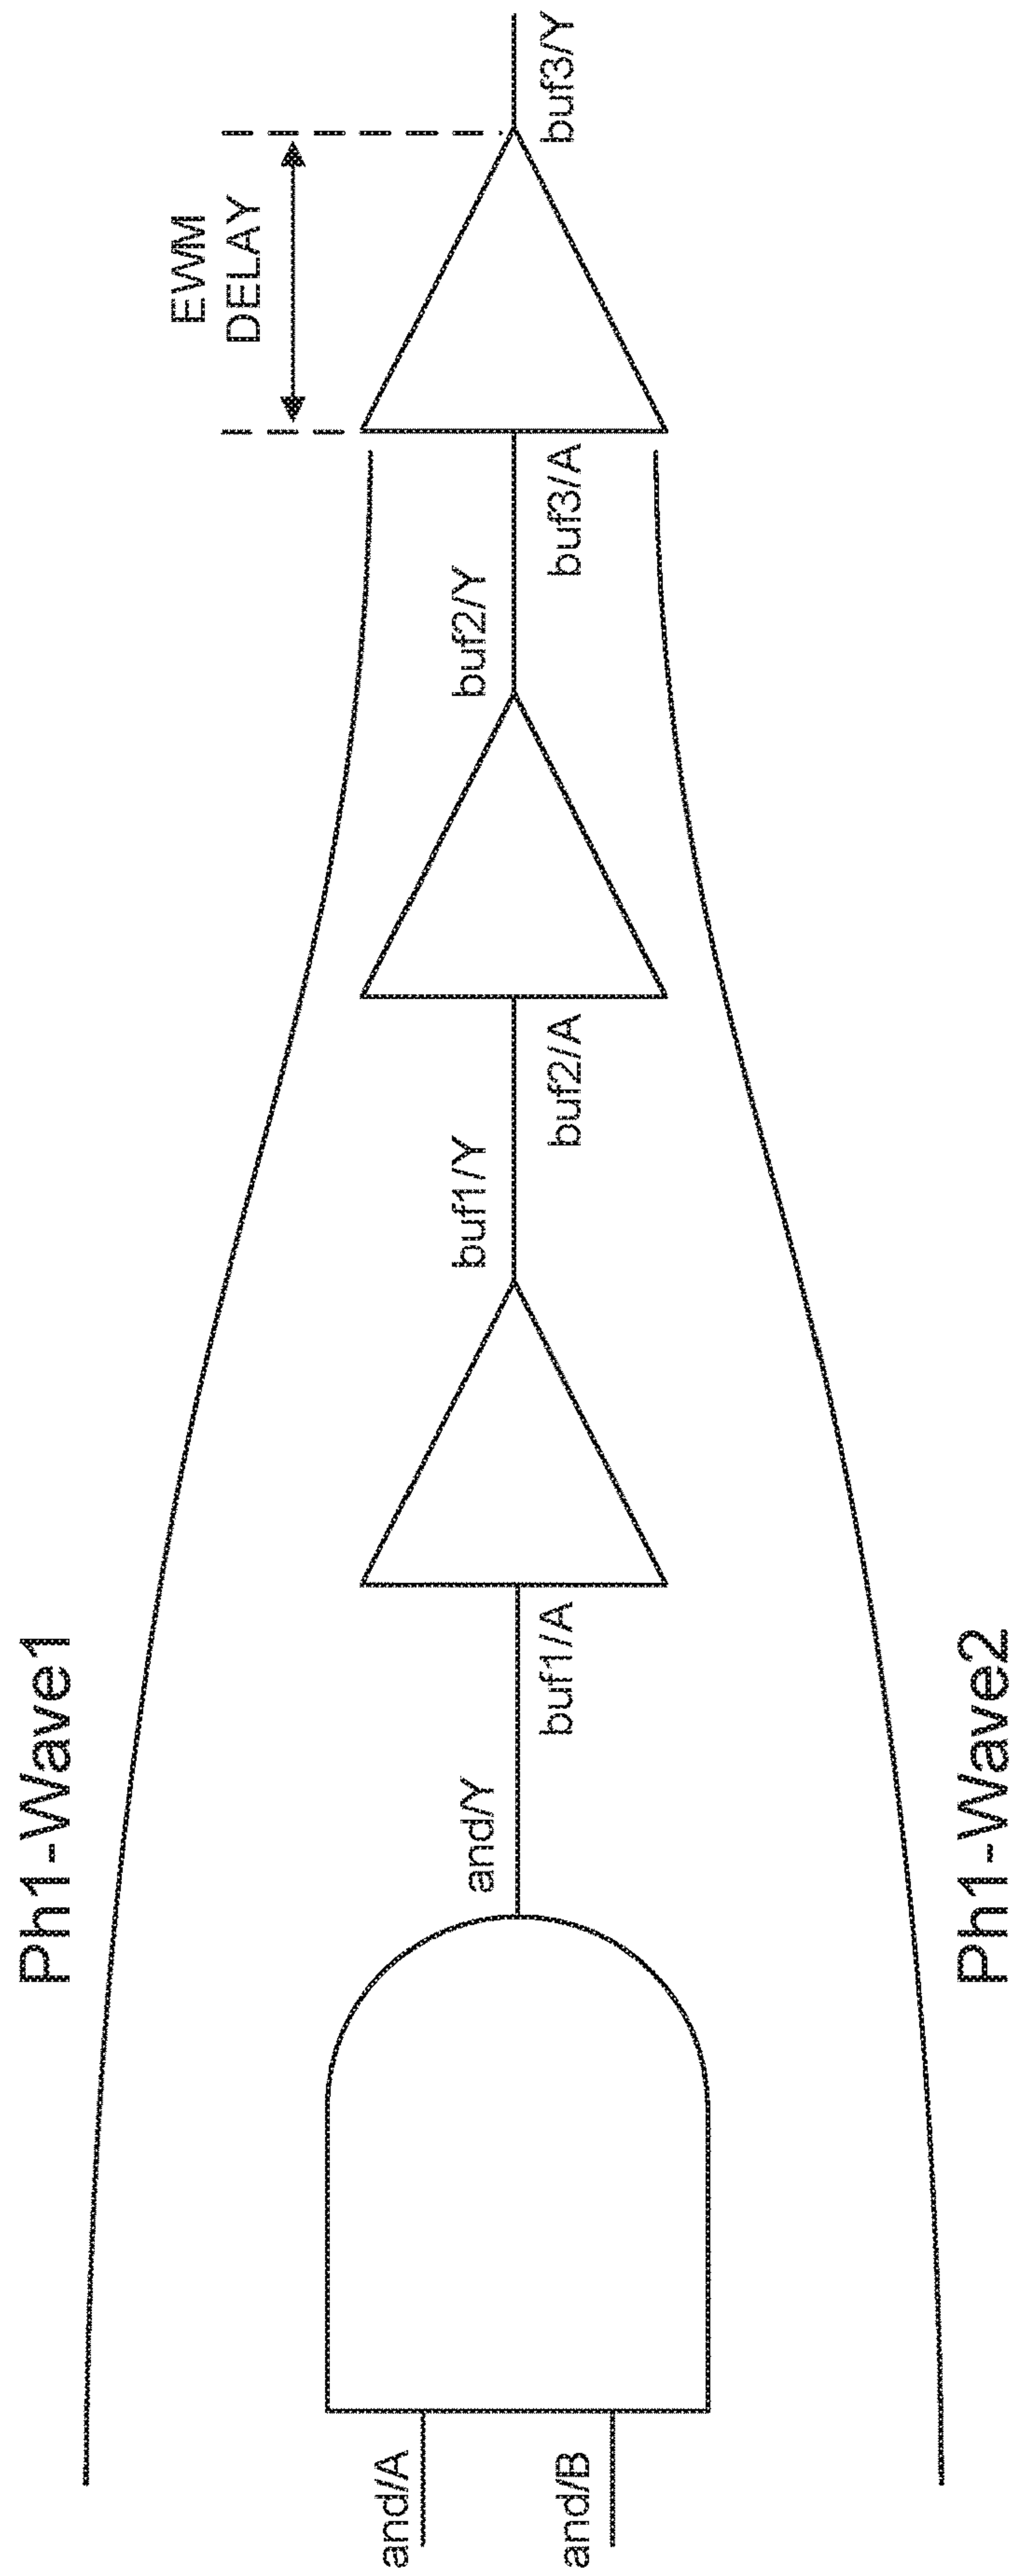 Ph1-Wave1
EWM
DELAY
and/A
and/Y
buf1/Y
buf2/Y
and/B
buf1/A
buf2/A
buf3/A
buf3/Y
Ph1-Wave2